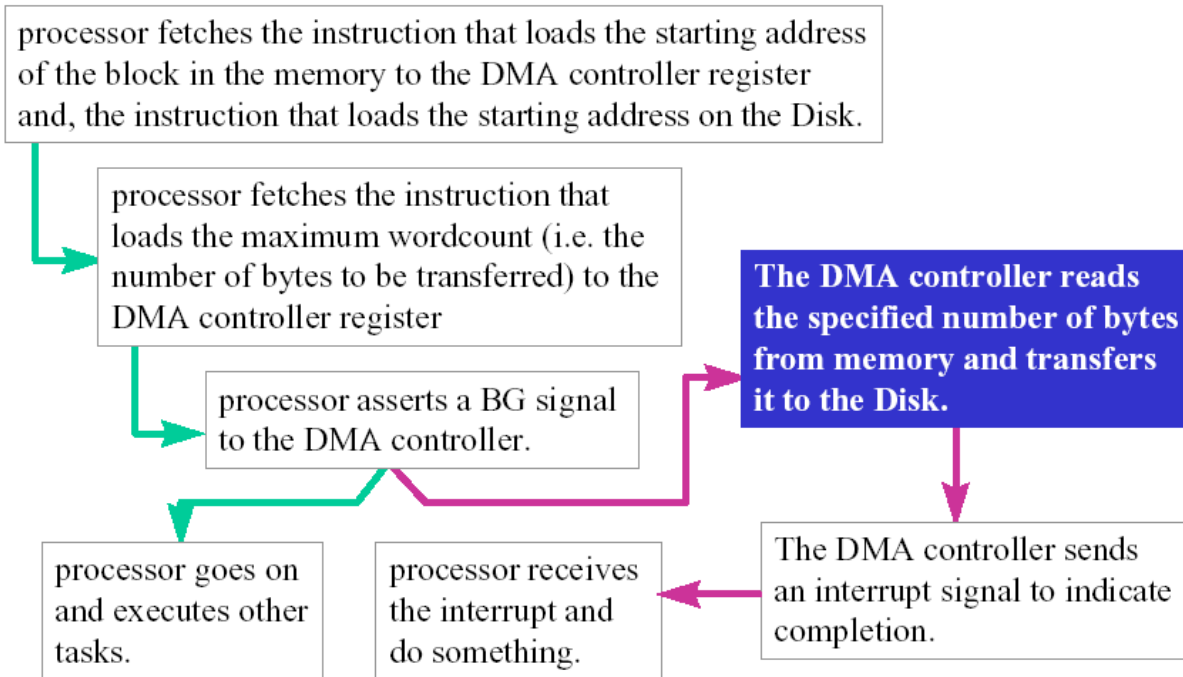 processor fetches the instruction that loads the starting address
of the block in the memory to the DMA controller register
and, the instruction that loads the starting address on the Disk.
processor fetches the instruction that
loads the maximum wordcount (i.e. the
number of bytes to be transferred) to the
DMA controller register
processor asserts a BG signal
to the DMA controller.
The DMA controller reads
the specified number of bytes
from memory and transfers
it to the Disk.
processor goes on
and executes other
tasks.
processor receives
the interrupt and
do something.
The DMA controller sends
an interrupt signal to indicate
completion.